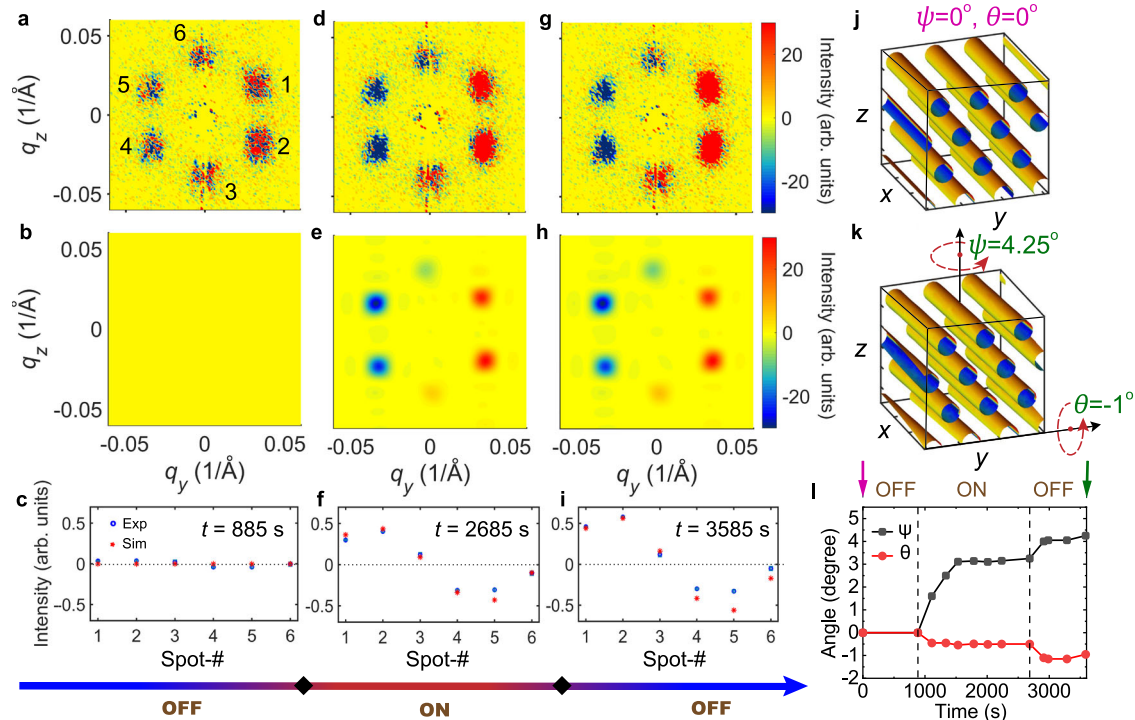 a
d
g
j
ψ=0°, θ=0°
0.05
0
-0.05
q_z (1/Å)
6
5
1
4
2
3
20
0
-20
Intensity (arb. units)
z
x
y
b
e
h
k
ψ=4.25°
θ=-1°
0.06
0
-0.06
q_z (1/Å)
-0.05 0 0.05
-0.05 0 0.05
-0.05 0 0.05
q_y (1/Å)
q_y (1/Å)
q_y (1/Å)
20
0
-20
Intensity (arb. units)
z
x
y
c
f
i
l
OFF ON OFF
Intensity (arb. units)
0.5
0
-0.5
Exp
Sim
t = 885 s
0.5
0
-0.5
t = 2685 s
0.5
0
-0.5
t = 3585 s
1 2 3 4 5 6
1 2 3 4 5 6
1 2 3 4 5 6
Spot-#
Spot-#
Spot-#
Angle (degree)
5
4
3
2
1
0
-1
-2
ψ
θ
0 1000 2000 3000
Time (s)
OFF
ON
OFF